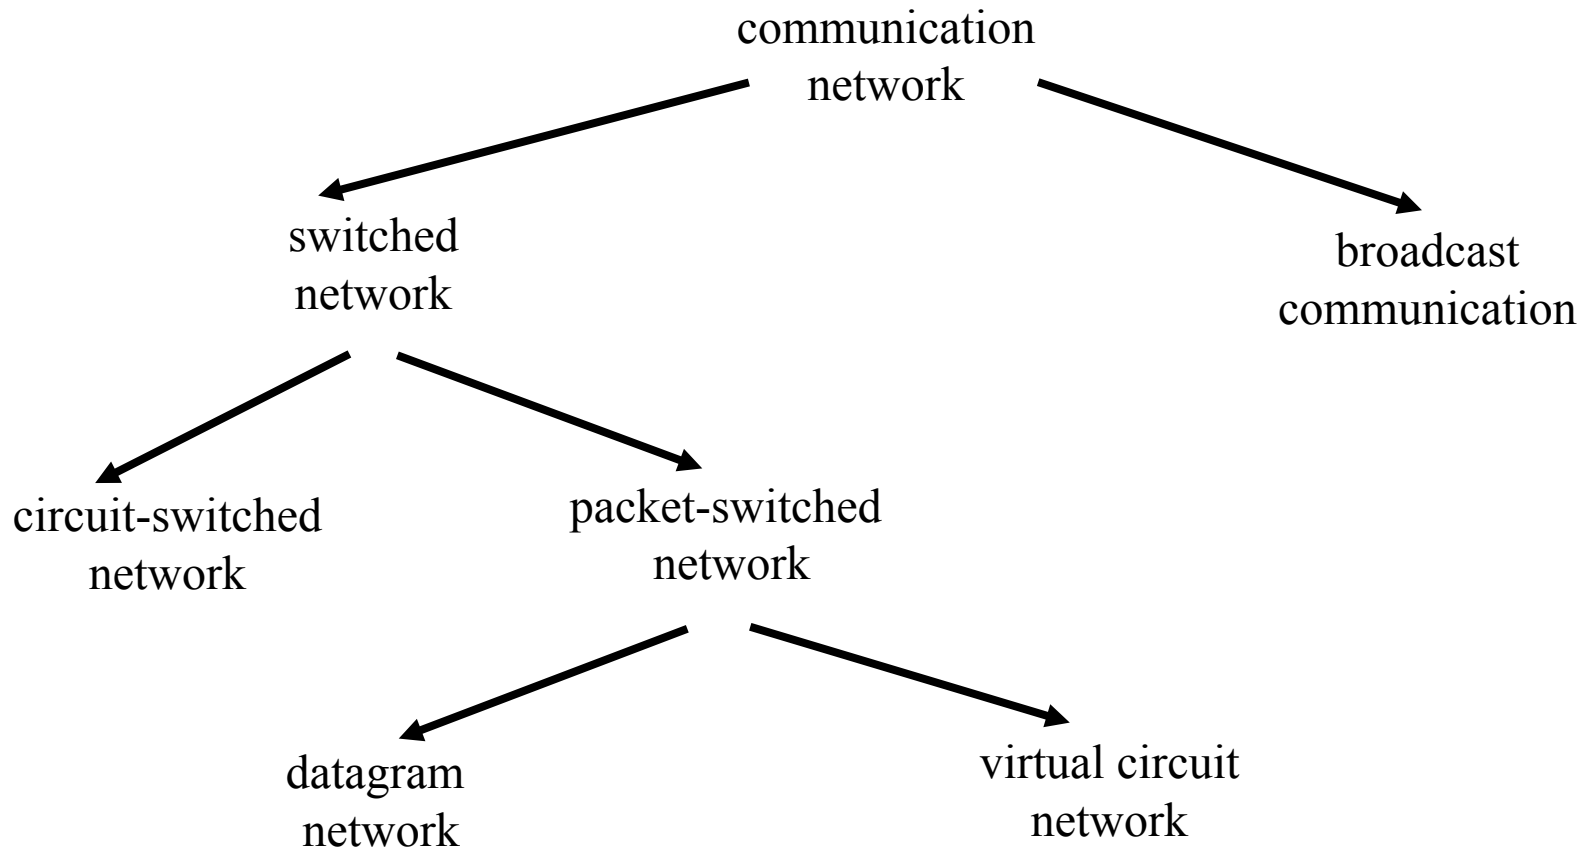 communication
network
switched
network
broadcast
communication
circuit-switched
network
packet-switched
network
datagram
network
virtual circuit
network